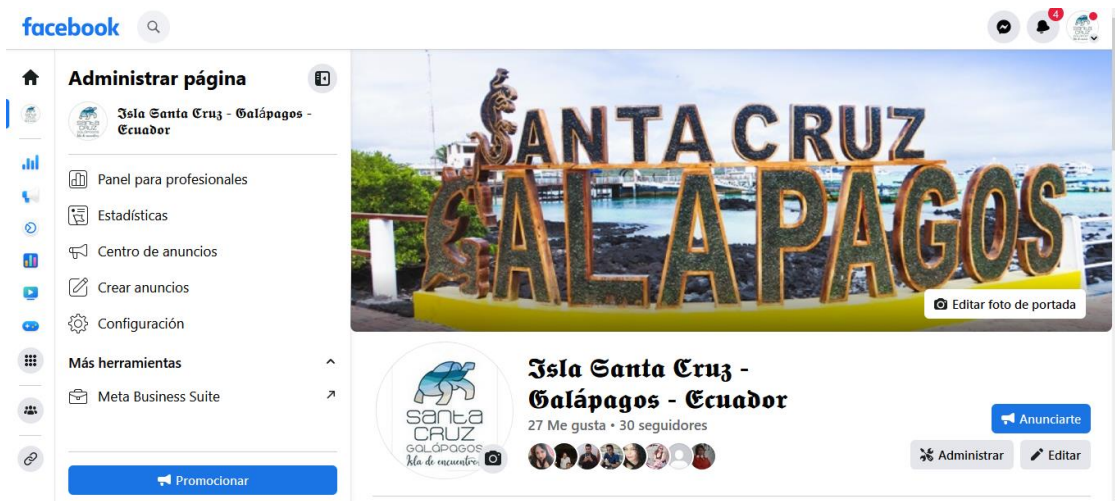 facebook
4
Administrar página
Isla Santa Cruz - Galápagos -
Ecuador
Panel para profesionales
Estadísticas
Centro de anuncios
Crear anuncios
Configuración
Más herramientas
Meta Business Suite
Promocionar
SANTA CRUZ
GALAPAGOS
Editar foto de portada
santa
CRUZ
GALÁPAGOS
Isla de encuentro
Isla Santa Cruz -
Galápagos - Ecuador
27 Me gusta • 30 seguidores
Anunciarte
Administrar
Editar